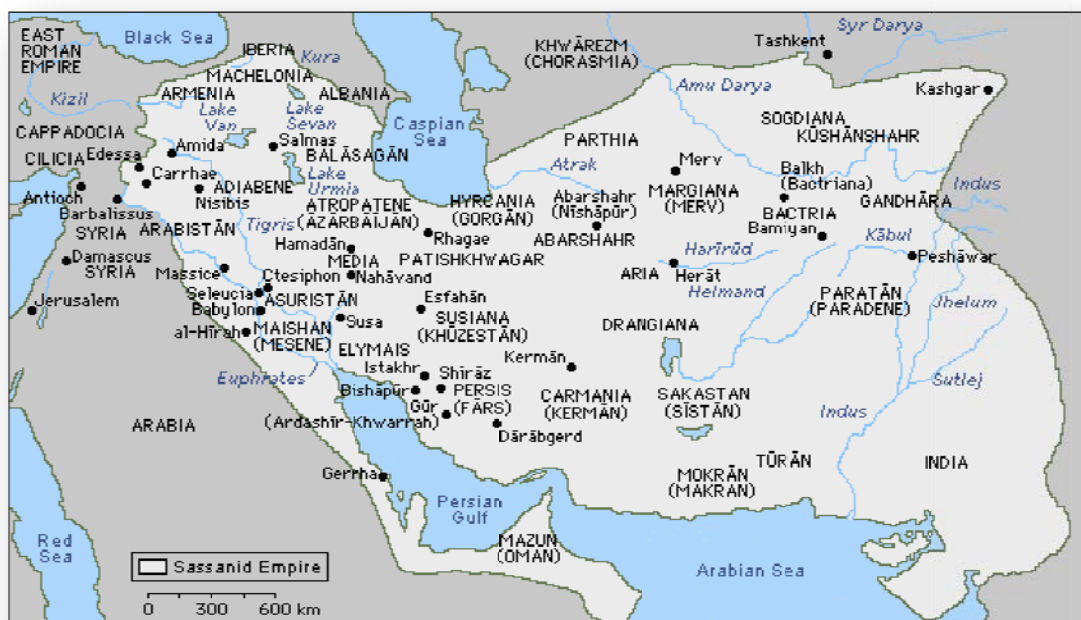 EAST
ROMAN
EMPIRE
Black Sea
IBERIA
Kura
MACHELONIA
ARMENIA
ALBANIA
Kizil
Lake
Van
Lake
Sevan
CAPPADOCIA
Amida
Salmas
BALĀSAGĀN
CILICIA
Edessa
Carrhae
ADIABENE
Nisibis
Lake
Urmia
Antioch
Barbalissus
SYRIA
ARABISTĀN
Tigris
ATROPATENE
(ĀZARBĀIJĀN)
Caspian
Sea
KHWĀREZM
(CHORASMIA)
Tashkent
Syr Darya
Amu Darya
Kashgar
SOGDIANA
KŪSHĀNSHAHR
PARTHIA
Atrak
Merv
MARGIANA
(MERV)
Balkh
(Bactriana)
BACTRIA
Bamiyan
GANDHĀRA
Indus
HYRCANIA
(GORGĀN)
Abarshahr
(Nīshāpūr)
ABARSHAHR
Hamadān
MEDIA
Nahāvand
Rhagae
PATISHKHWAGAR
Harīrūd
Kābul
Peshāwar
ARIA
Herāt
Helmand
PARATĀN
(PARADENE)
Jhelum
Damascus
SYRIA
Massice
Ctesiphon
Seleucia
ASURISTĀN
Babylon
Jerusalem
al-Hīrah
MAISHAN
(MESENE)
Susa
Esfahān
SUSIANA
(KHŪZESTĀN)
DRANGIANA
ELYMAIS
Istakhr
Shīrāz
Kermān
Euphrates
Bishāpūr
PERSIS
(FĀRS)
Gūr
(Ardashīr-Khwarrah)
Dārābgerd
CARMANIA
(KERMĀN)
SAKASTAN
(SĪSTĀN)
Indus
Sutlej
ARABIA
Gerrha
TŪRĀN
INDIA
MOKRĀN
(MAKRĀN)
Persian
Gulf
MAZUN
(OMAN)
Red
Sea
Arabian Sea
Sassanid Empire
0 300 600 km